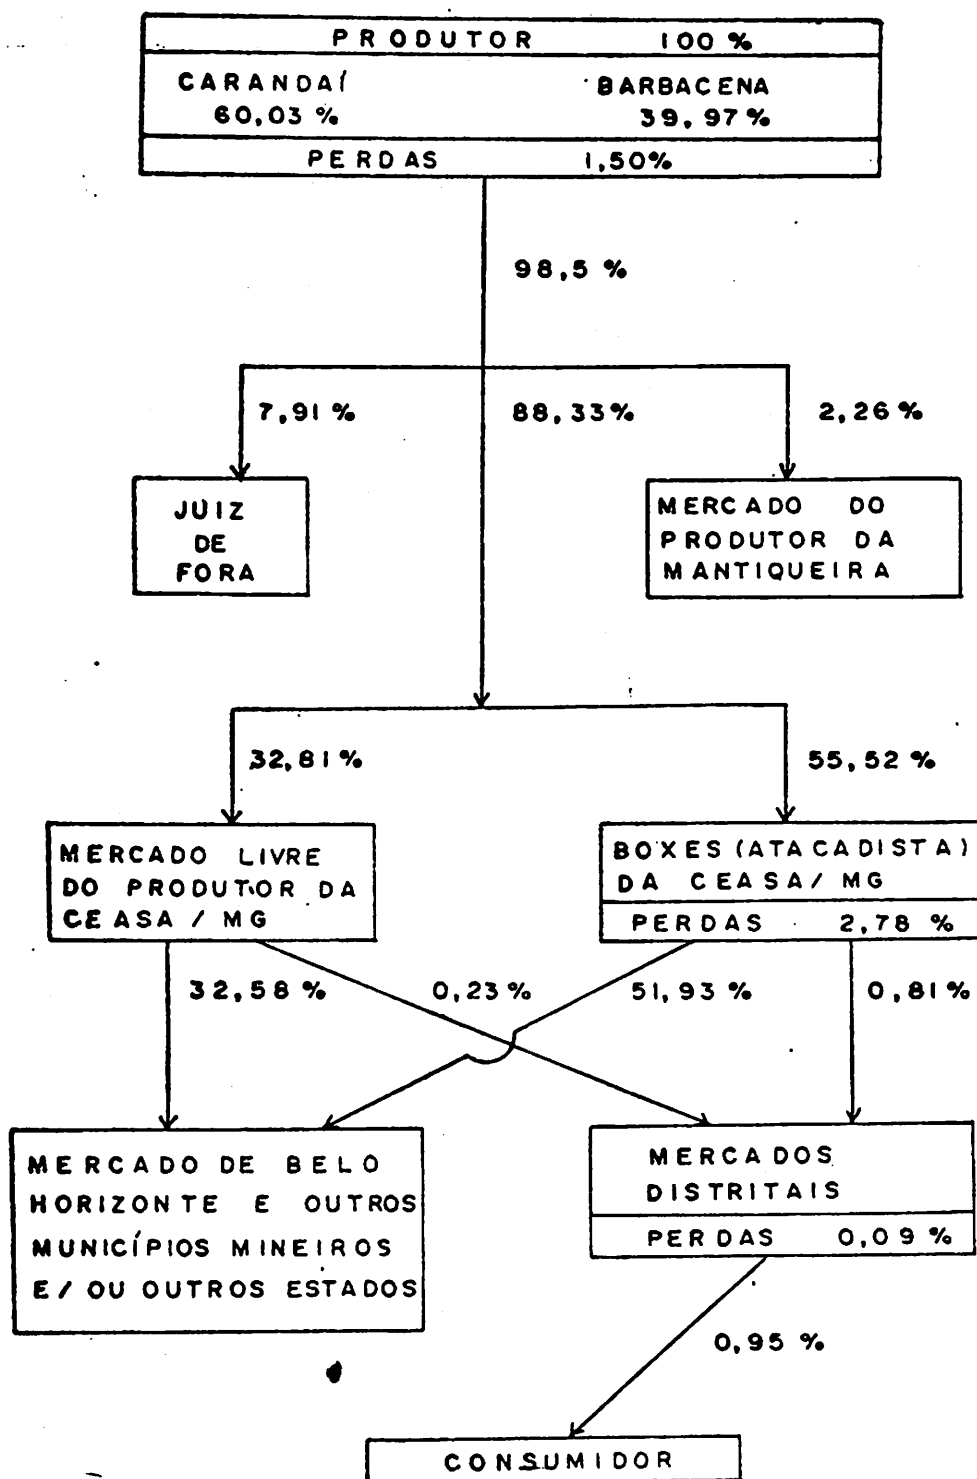 PRODUTOR 100 %
CARANDAÍ BARBACENA
60,03 % 39,97%
PERDAS 1,50%
98,5 %
7,91 % 88,33% 2,26 %
JUIZ
DE
FORA
MERCADO DO
PRODUTOR DA
MANTIQUEIRA
32,81 % 55,52 %
MERCADO LIVRE
DO PRODUTOR DA
CEASA / MG
BOXES (ATACADISTA)
DA CEASA / MG
PERDAS 2,78 %
32,58 % 0,23 % 51,93 % 0,81 %
MERCADO DE BELO
HORIZONTE E OUTROS
MUNICÍPIOS MINEIROS
E / OU OUTROS ESTADOS
MERCADOS
DISTRITAIS
PERDAS 0,09 %
0,95 %
CONSUMIDOR